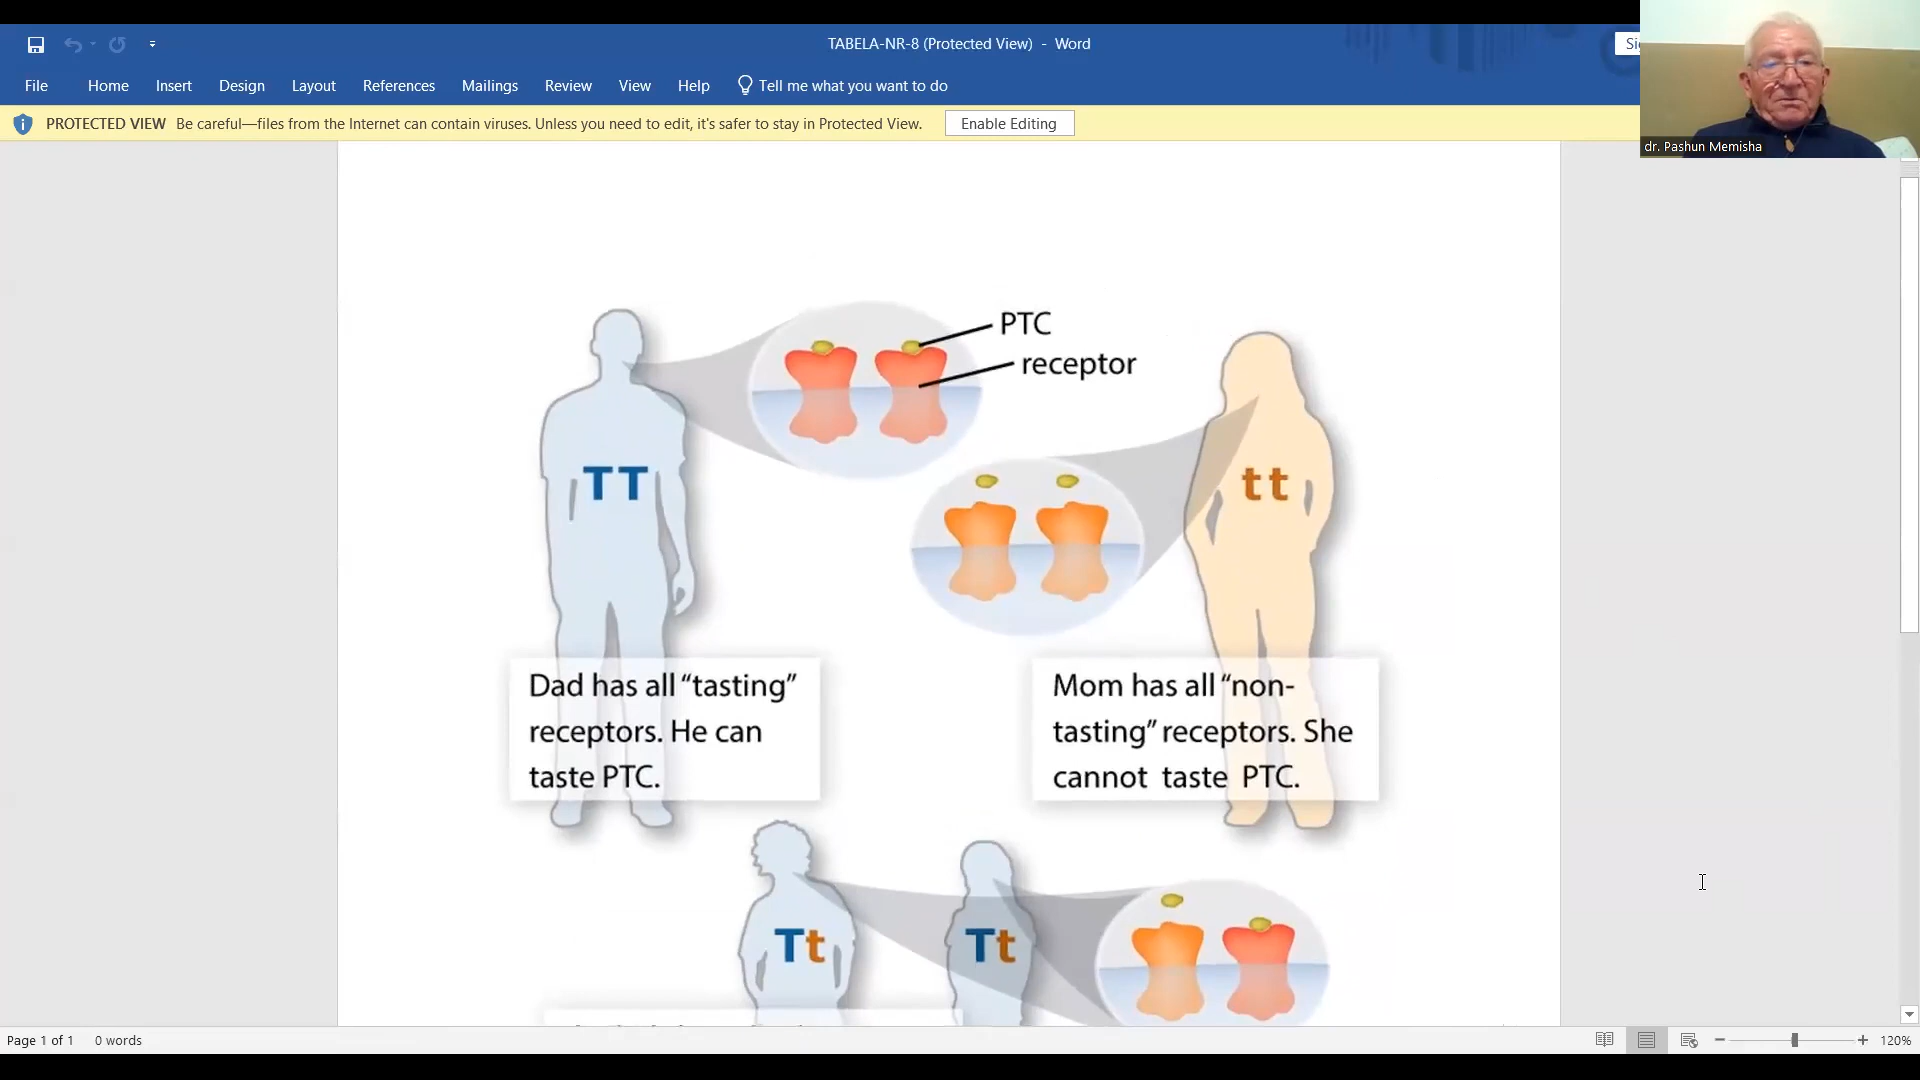 TABELA-NR-8 (Protected View) - Word
File Home Insert Design Layout References Mailings Review View Help Tell me what you want to do
PROTECTED VIEW Be careful—files from the Internet can contain viruses. Unless you need to edit, it's safer to stay in Protected View. Enable Editing
dr. Pashun Memisha
PTC
receptor
TT
tt
Dad has all “tasting”
receptors. He can
taste PTC.
Mom has all “non-
tasting” receptors. She
cannot taste PTC.
Tt
Tt
Page 1 of 1 0 words
120%